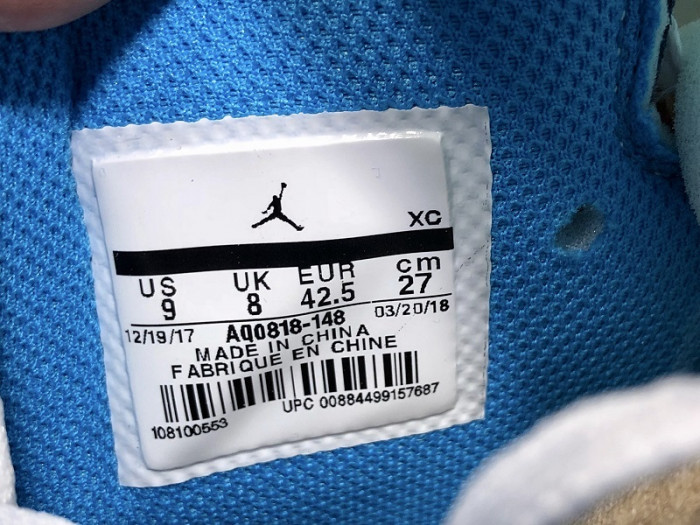 XC
US UK EUR cm
9 8 42.5 27
12/19/17 AQ0818-148 03/20/18
MADE IN CHINA
FABRIQUE EN CHINE
108100553 UPC 00884499157687